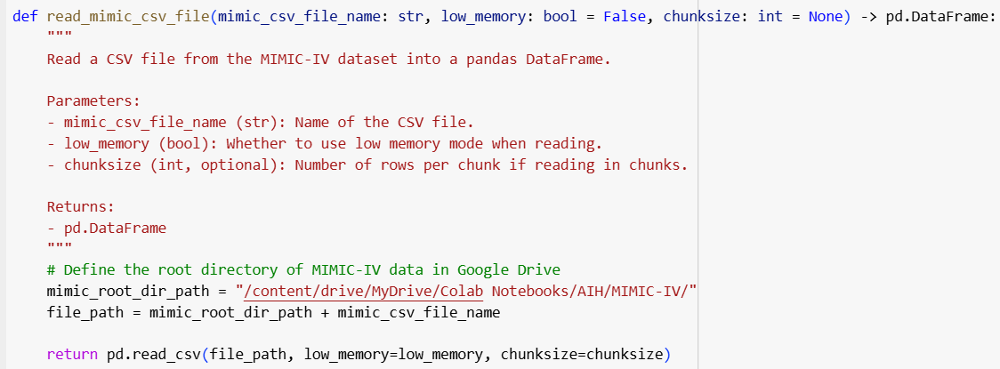 def read_mimic_csv_file(mimic_csv_file_name: str, low_memory: bool = False, chunksize: int = None) -> pd.DataFrame:
    """
    Read a CSV file from the MIMIC-IV dataset into a pandas DataFrame.

    Parameters:
    - mimic_csv_file_name (str): Name of the CSV file.
    - low_memory (bool): Whether to use low memory mode when reading.
    - chunksize (int, optional): Number of rows per chunk if reading in chunks.

    Returns:
    - pd.DataFrame
    """
    # Define the root directory of MIMIC-IV data in Google Drive
    mimic_root_dir_path = "/content/drive/MyDrive/Colab Notebooks/AIH/MIMIC-IV/"
    file_path = mimic_root_dir_path + mimic_csv_file_name

    return pd.read_csv(file_path, low_memory=low_memory, chunksize=chunksize)